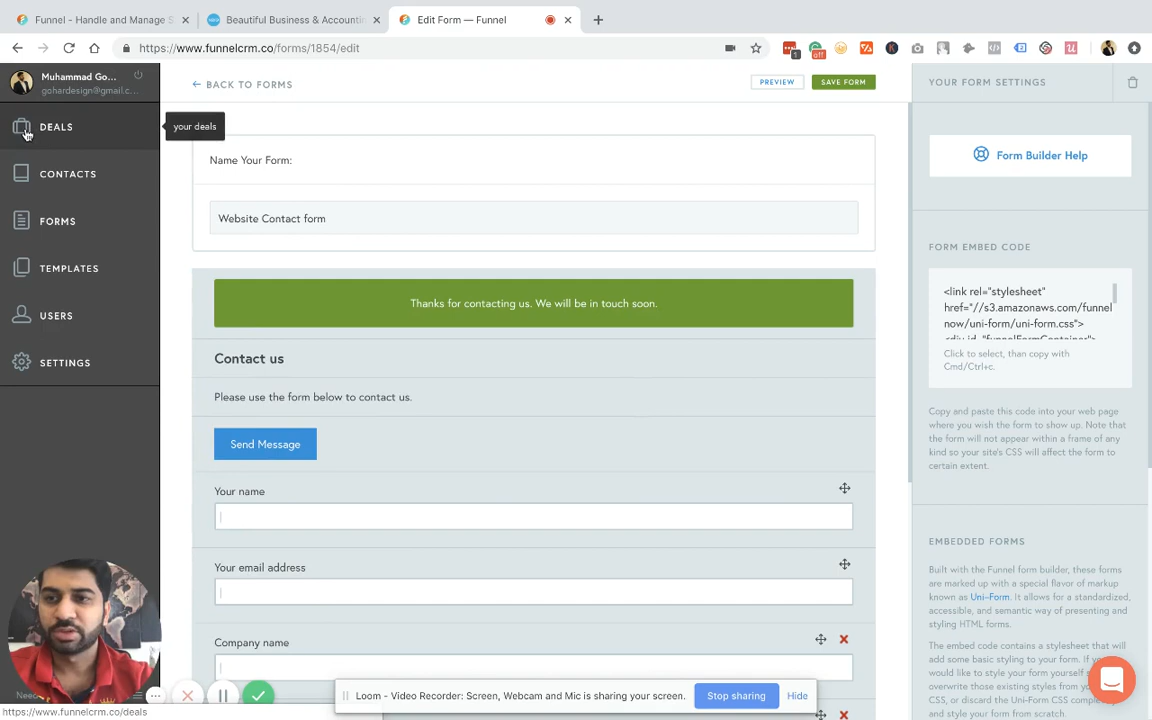 Funnel - Handle and Manage S
Beautiful Business & Accountin
Edit Form — Funnel
https://www.funnelcrm.co/forms/1854/edit
Muhammad Go...
gohardesign@gmail.c...
BACK TO FORMS
PREVIEW
SAVE FORM
YOUR FORM SETTINGS
DEALS
your deals
CONTACTS
FORMS
TEMPLATES
USERS
SETTINGS
Name Your Form:
Website Contact form
Thanks for contacting us. We will be in touch soon.
Contact us
Please use the form below to contact us.
Send Message
Your name
Your email address
Company name
Form Builder Help
FORM EMBED CODE
<link rel="stylesheet"
href="//s3.amazonaws.com/funnel
now/uni-form/uni-form.css">
<div id="funnelFormContainer">
Click to select, than copy with
Cmd/Ctrl+c.
Copy and paste this code into your web page
where you wish the form to show up. Note that
the form will not appear within a frame of any
kind so your site's CSS will affect the form to
certain extent.
EMBEDDED FORMS
Built with the Funnel form builder, these forms
are marked up with a special flavor of markup
known as Uni–Form. It allows for a standardized,
accessible, and semantic way of presenting and
styling HTML forms.
The embed code contains a stylesheet that will
add some basic styling to your form. If you
would like to style your form yourself
overwrite those existing styles from
CSS, or discard the Uni-Form CSS
and style your form from scratch.
Need
Loom - Video Recorder: Screen, Webcam and Mic is sharing your screen.
Stop sharing
Hide
https://www.funnelcrm.co/deals